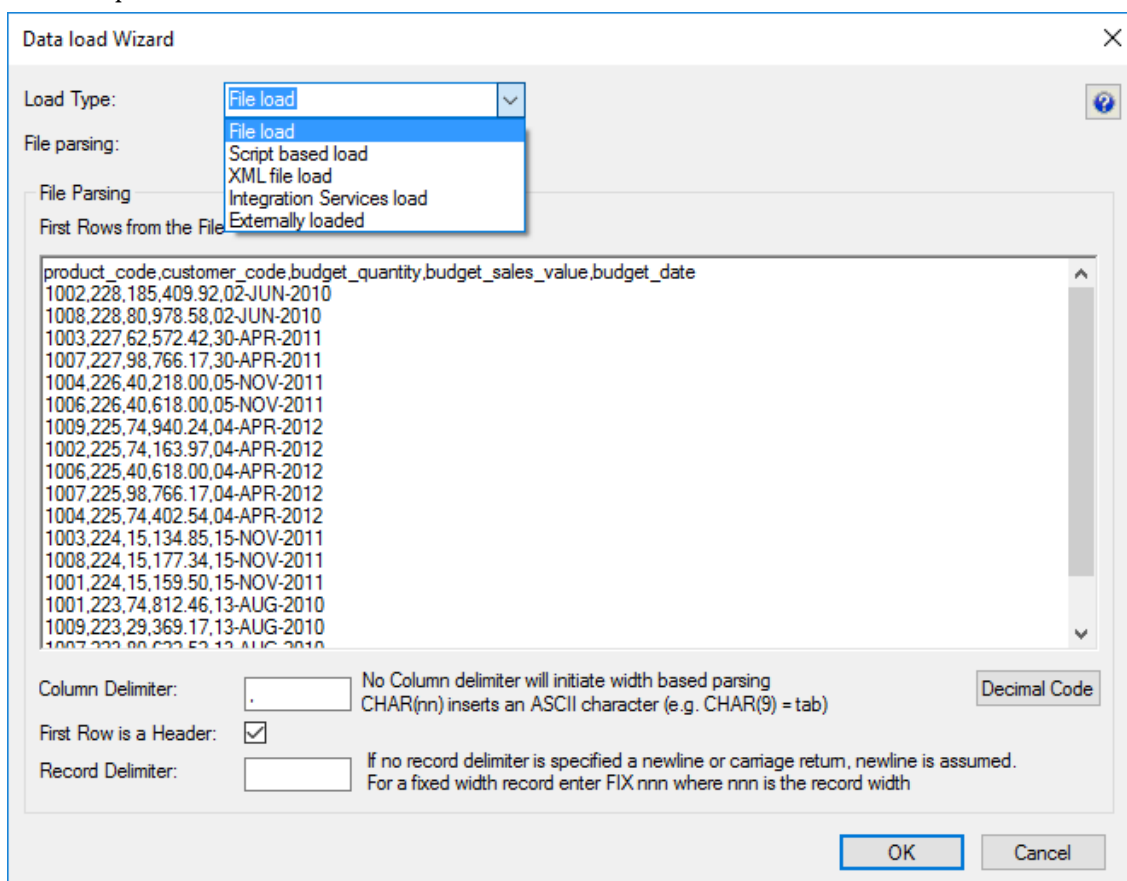 Data load Wizard
Load Type:
File load
File load
Script based load
XML file load
Integration Services load
Externally loaded
File parsing:
File Parsing
First Rows from the File
product_code,customer_code,budget_quantity,budget_sales_value,budget_date
1002,228,185,409.92,02-JUN-2010
1008,228,80,978.58,02-JUN-2010
1003,227,62,572.42,30-APR-2011
1007,227,98,766.17,30-APR-2011
1004,226,40,218.00,05-NOV-2011
1006,226,40,618.00,05-NOV-2011
1009,225,74,940.24,04-APR-2012
1002,225,74,163.97,04-APR-2012
1006,225,40,618.00,04-APR-2012
1007,225,98,766.17,04-APR-2012
1004,225,74,402.54,04-APR-2012
1003,224,15,134.85,15-NOV-2011
1008,224,15,177.34,15-NOV-2011
1001,224,15,159.50,15-NOV-2011
1001,223,74,812.46,13-AUG-2010
1009,223,29,369.17,13-AUG-2010
Column Delimiter:
,
No Column delimiter will initiate width based parsing
CHAR(nn) inserts an ASCII character (e.g. CHAR(9) = tab)
Decimal Code
First Row is a Header:
Record Delimiter:
If no record delimiter is specified a newline or carriage return, newline is assumed.
For a fixed width record enter FIX nnn where nnn is the record width
OK
Cancel